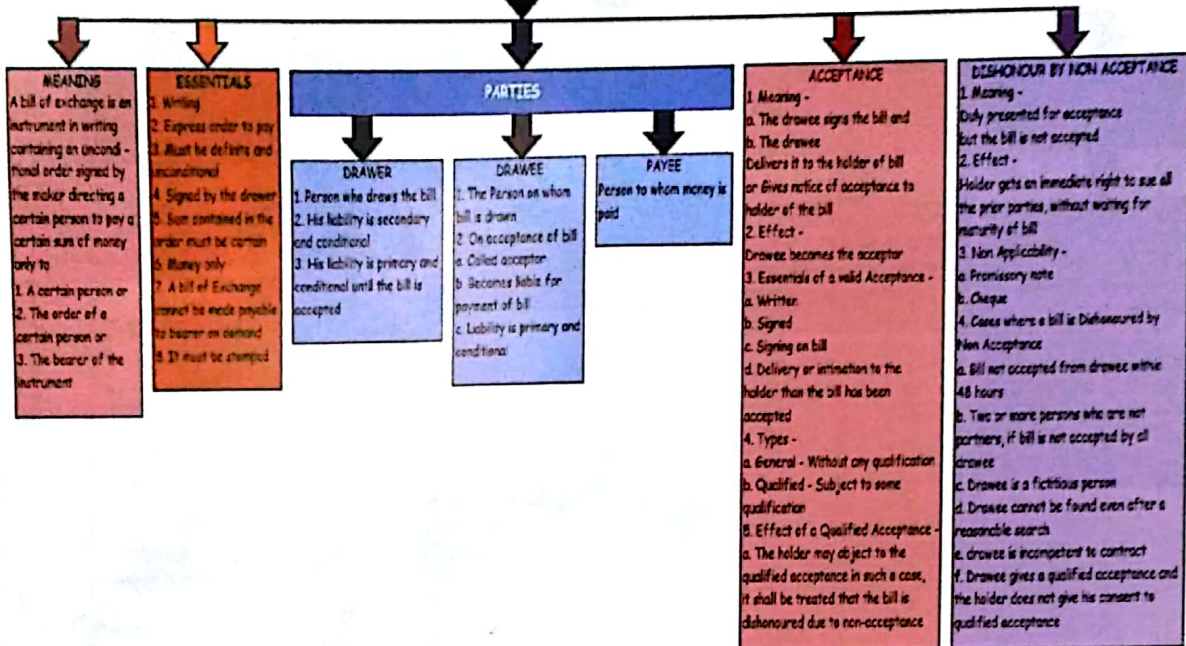 MEANING
A bill of exchange is an
instrument in writing
containing an uncondi -
tional order signed by
the maker directing a
certain person to pay a
certain sum of money
only to
1. A certain person or
2. The order of a
certain person or
3. The bearer of the
instrument
ESSENTIALS
1. Writing
2. Express order to pay
3. Must be definite and
unconditional
4. Signed by the drawer
5. Sum contained in the
order must be certain
6. Money only
7. A bill of Exchange
cannot be made payable
to bearer on demand
8. It must be stamped
PARTIES
DRAWER
1. Person who draws the bill
2. His liability is secondary
and conditional
3. His liability is primary and
conditional until the bill is
accepted
DRAWEE
1. The Person on whom
bill is drawn
2. On acceptance of bill
a. Called acceptor
b. Becomes liable for
payment of bill
c. Liability is primary and
conditional
PAYEE
Person to whom money is
paid
ACCEPTANCE
1 Meaning -
a. The drawee signs the bill and
b. The drawee
Delivers it to the holder of bill
or Gives notice of acceptance to
holder of the bill
2. Effect -
Drawee becomes the acceptor
3. Essentials of a valid Acceptance -
a. Written
b. Signed
c. Signing on bill
d. Delivery or intimation to the
holder than the bill has been
accepted
4. Types -
a. General - Without any qualification
b. Qualified - Subject to some
qualification
5. Effect of a Qualified Acceptance -
a. The holder may object to the
qualified acceptance in such a case,
it shall be treated that the bill is
dishonoured due to non-acceptance
DISHONOUR BY NON ACCEPTANCE
1. Meaning -
Duly presented for acceptance
but the bill is not accepted
2. Effect -
Holder gets an immediate right to sue all
the prior parties, without waiting for
maturity of bill
3. Non Applicability -
a. Promissory note
b. Cheque
4. Cases where a bill is Dishonoured by
Non Acceptance
a. Bill not accepted from drawee within
48 hours
b. Two or more persons who are not
partners, if bill is not accepted by all
drawee
c. Drawee is a fictitious person
d. Drawee cannot be found even after a
reasonable search
e. drawee is incompetent to contract
f. Drawee gives a qualified acceptance and
the holder does not give his consent to
qualified acceptance